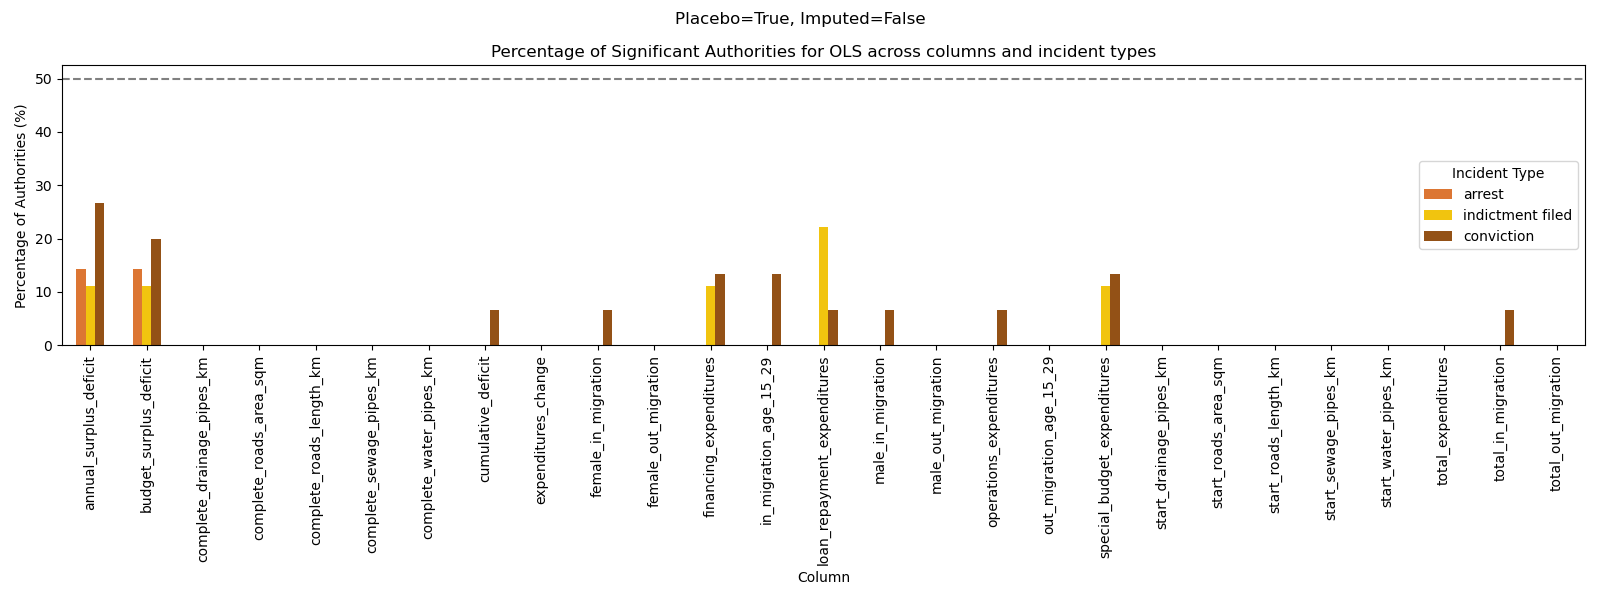 Placebo=True, Imputed=False
Percentage of Significant Authorities for OLS across columns and incident types
Percentage of Authorities (%)
50
40
30
20
10
0
Incident Type
arrest
indictment filed
conviction
annual_surplus_deficit
budget_surplus_deficit
complete_drainage_pipes_km
complete_roads_area_sqm
complete_roads_length_km
complete_sewage_pipes_km
complete_water_pipes_km
cumulative_deficit
expenditures_change
female_in_migration
female_out_migration
financing_expenditures
in_migration_age_15_29
loan_repayment_expenditures
male_in_migration
male_out_migration
operations_expenditures
out_migration_age_15_29
special_budget_expenditures
start_drainage_pipes_km
start_roads_area_sqm
start_roads_length_km
start_sewage_pipes_km
start_water_pipes_km
total_expenditures
total_in_migration
total_out_migration
Column